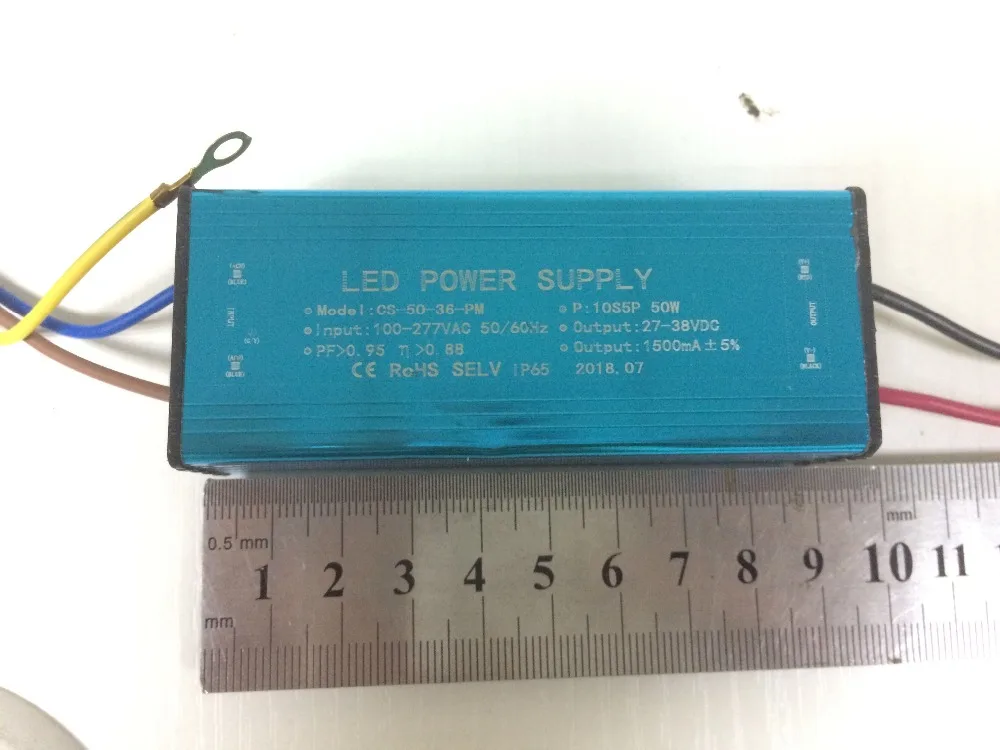 LED POWER SUPPLY
Model:CS-50-36-PM
P:10S5P 50W
Input:100-277VAC 50/60Hz
Output:27-38VDC
PF>0.95 η>0.88
Output:1500mA±5%
CE RoHS SELV IP65 2018.07
OUTPUT
(BLACK)
mm
0.5 mm
1 2 3 4 5 6 7 8 9 10 11
mm